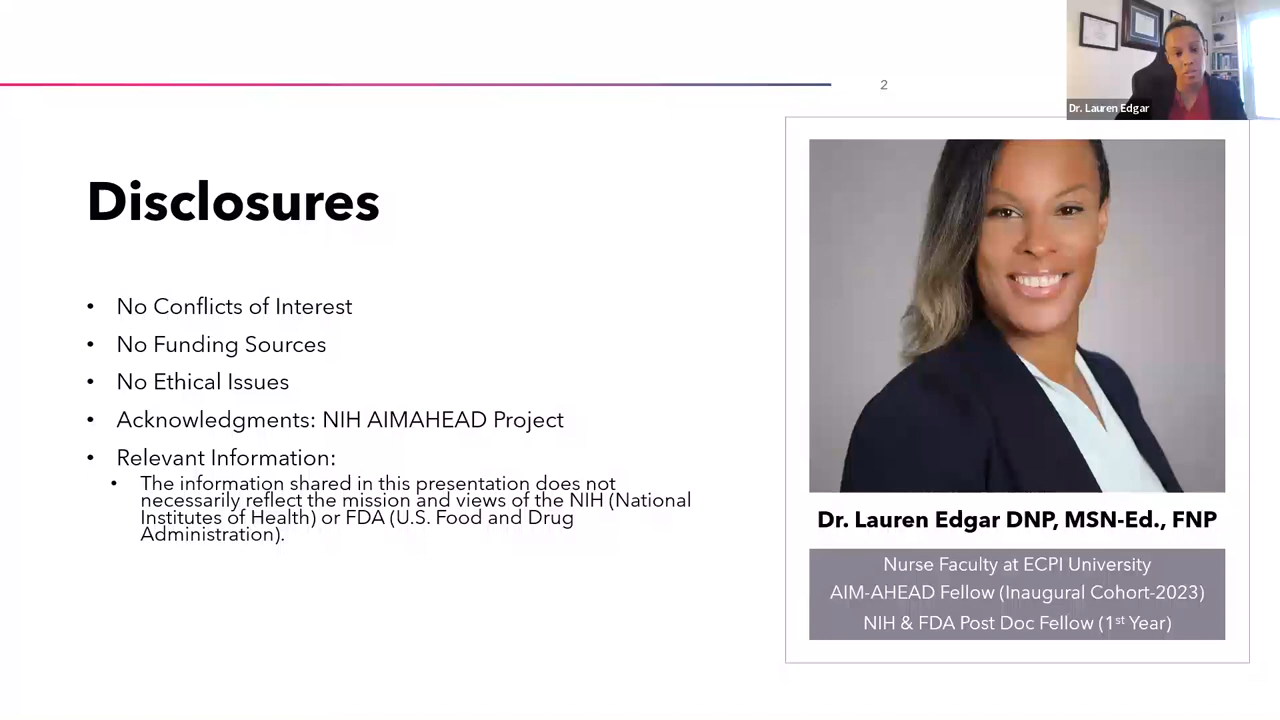 2
Dr. Lauren Edgar
Disclosures
• No Conflicts of Interest
• No Funding Sources
• No Ethical Issues
• Acknowledgments: NIH AIMAHEAD Project
• Relevant Information:
• The information shared in this presentation does not
necessarily reflect the mission and views of the NIH (National
Institutes of Health) or FDA (U.S. Food and Drug
Administration).
Dr. Lauren Edgar DNP, MSN-Ed., FNP
Nurse Faculty at ECPI University
AIM-AHEAD Fellow (Inaugural Cohort-2023)
NIH & FDA Post Doc Fellow (1st Year)